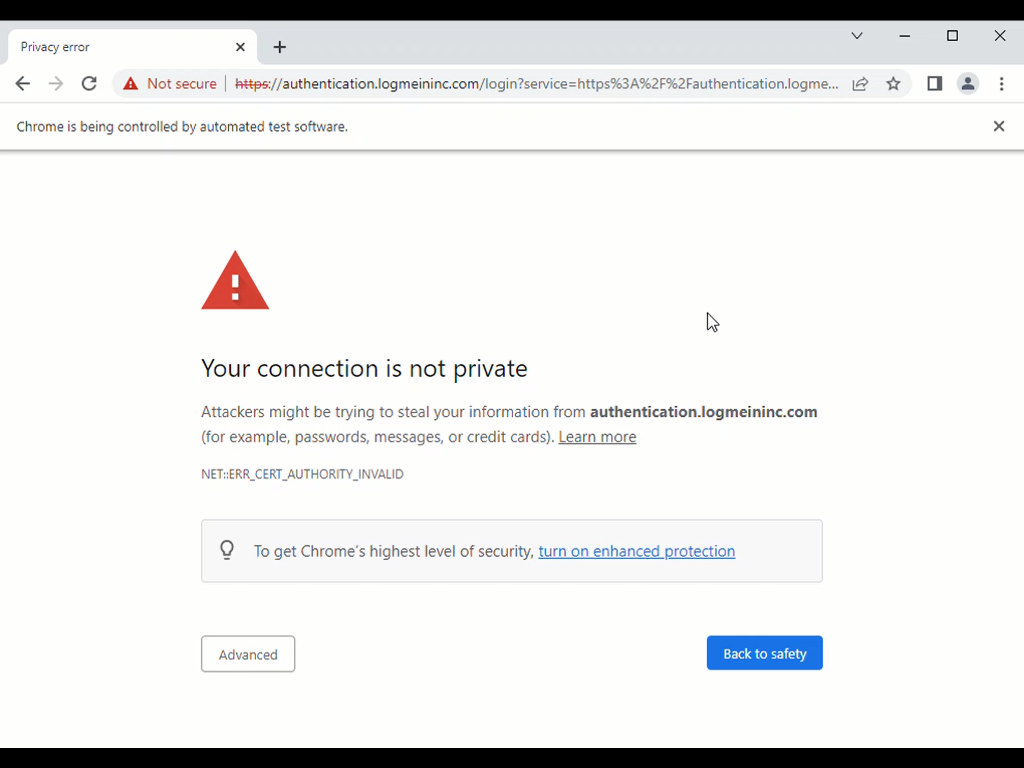 Privacy error
Not secure https://authentication.logmeininc.com/login?service=https%3A%2F%2Fauthentication.logme...
Chrome is being controlled by automated test software.
Your connection is not private
Attackers might be trying to steal your information from authentication.logmeininc.com
(for example, passwords, messages, or credit cards). Learn more
NET::ERR_CERT_AUTHORITY_INVALID
To get Chrome's highest level of security, turn on enhanced protection
Advanced
Back to safety